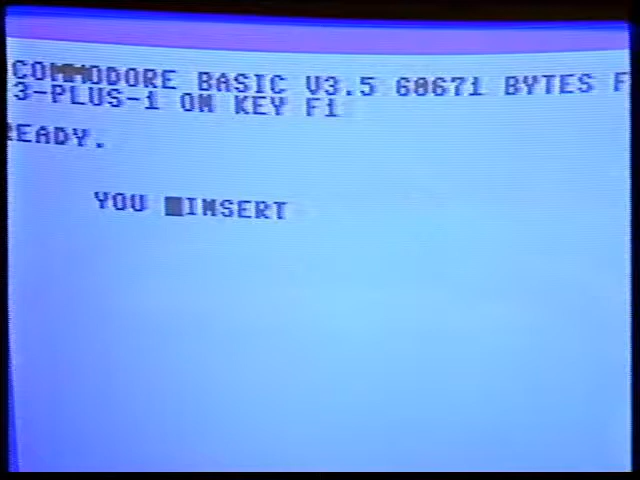 COMMODORE BASIC V3.5 60671 BYTES F
3-PLUS-1 ON KEY F1
READY.
YOU INSERT